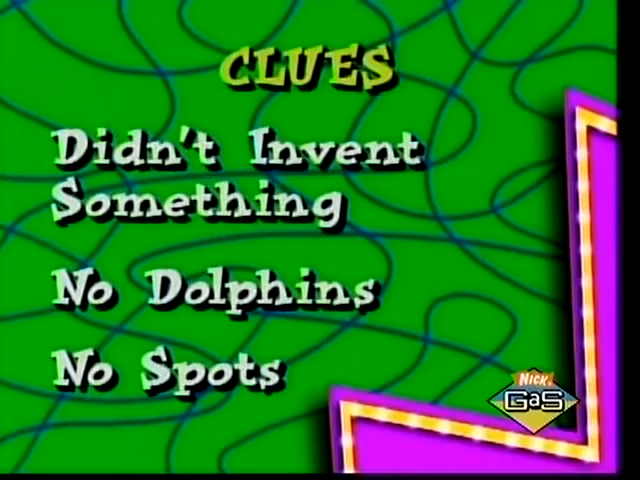 CLUES
Didn't Invent
Something
No Dolphins
No Spots
NICK
GaS